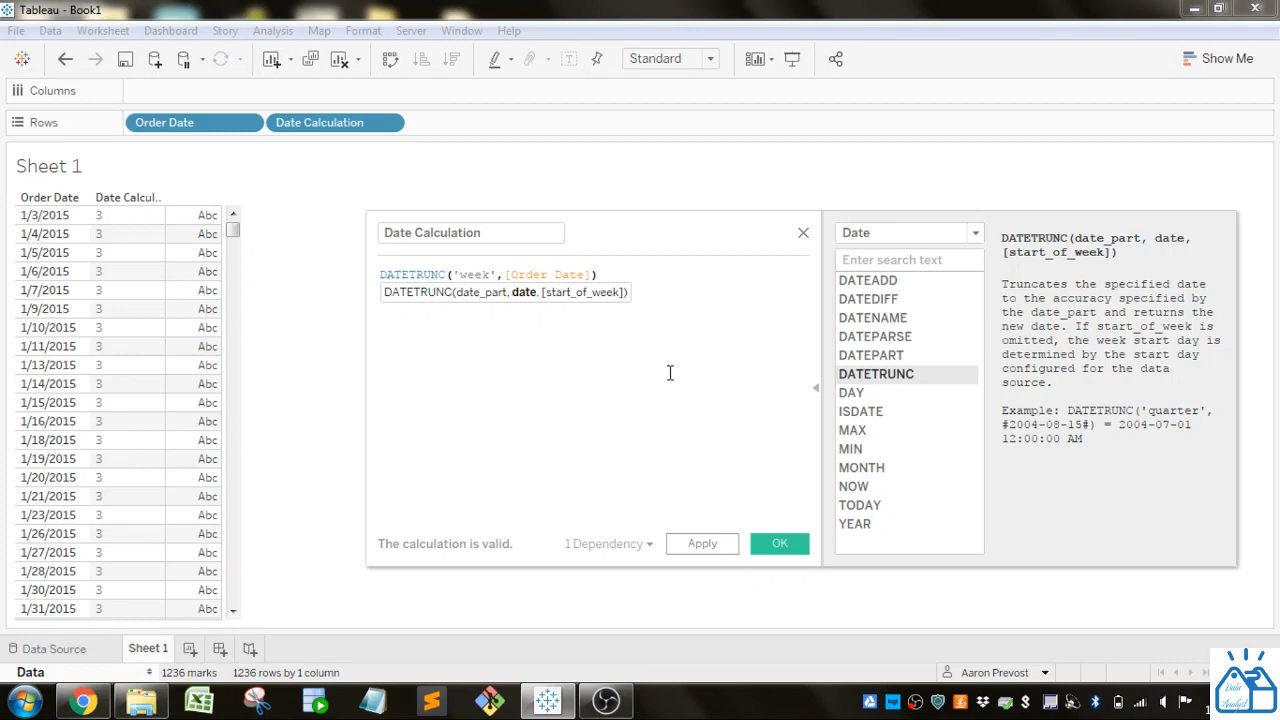 Tableau - Book1
File Data Worksheet Dashboard Story Analysis Map Format Server Window Help
Standard
Show Me
Columns
Rows
Order Date
Date Calculation
Sheet 1
Order Date Date Calcul..
1/3/2015 3 Abc
1/4/2015 3 Abc
1/5/2015 3 Abc
1/6/2015 3 Abc
1/7/2015 3 Abc
1/9/2015 3 Abc
1/10/2015 3 Abc
1/11/2015 3 Abc
1/13/2015 3 Abc
1/14/2015 3 Abc
1/15/2015 3 Abc
1/16/2015 3 Abc
1/18/2015 3 Abc
1/19/2015 3 Abc
1/20/2015 3 Abc
1/21/2015 3 Abc
1/23/2015 3 Abc
1/26/2015 3 Abc
1/27/2015 3 Abc
1/28/2015 3 Abc
1/30/2015 3 Abc
1/31/2015 3 Abc
Date Calculation
DATETRUNC('week',[Order Date])
DATETRUNC(date_part, date, [start_of_week])
The calculation is valid.
1 Dependency
Apply
OK
Date
Enter search text
DATEADD
DATEDIFF
DATENAME
DATEPARSE
DATEPART
DATETRUNC
DAY
ISDATE
MAX
MIN
MONTH
NOW
TODAY
YEAR
DATETRUNC(date_part, date,
[start_of_week])
Truncates the specified date
to the accuracy specified by
the date_part and returns the
new date. If start_of_week is
omitted, the week start day is
determined by the start day
configured for the data
source.
Example: DATETRUNC('quarter',
#2004-08-15#) = 2004-07-01
12:00:00 AM
Data Source
Sheet 1
Data
1236 marks
1236 rows by 1 column
Aaron Prevost
Data
Analyst